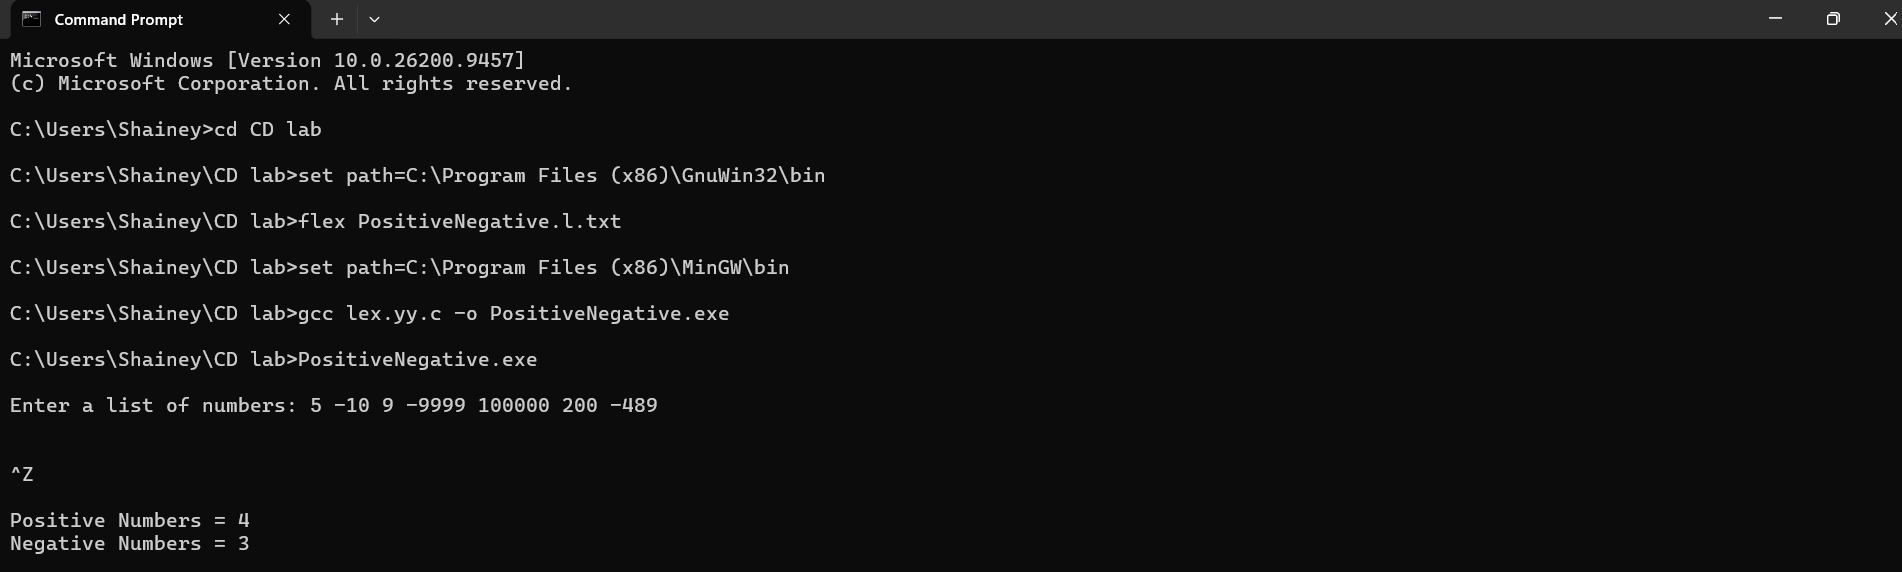 Command Prompt
Microsoft Windows [Version 10.0.26200.9457]
(c) Microsoft Corporation. All rights reserved.
C:\Users\Shainey>cd CD lab
C:\Users\Shainey\CD lab>set path=C:\Program Files (x86)\GnuWin32\bin
C:\Users\Shainey\CD lab>flex PositiveNegative.l.txt
C:\Users\Shainey\CD lab>set path=C:\Program Files (x86)\MinGW\bin
C:\Users\Shainey\CD lab>gcc lex.yy.c -o PositiveNegative.exe
C:\Users\Shainey\CD lab>PositiveNegative.exe
Enter a list of numbers: 5 -10 9 -9999 100000 200 -489
^Z
Positive Numbers = 4
Negative Numbers = 3